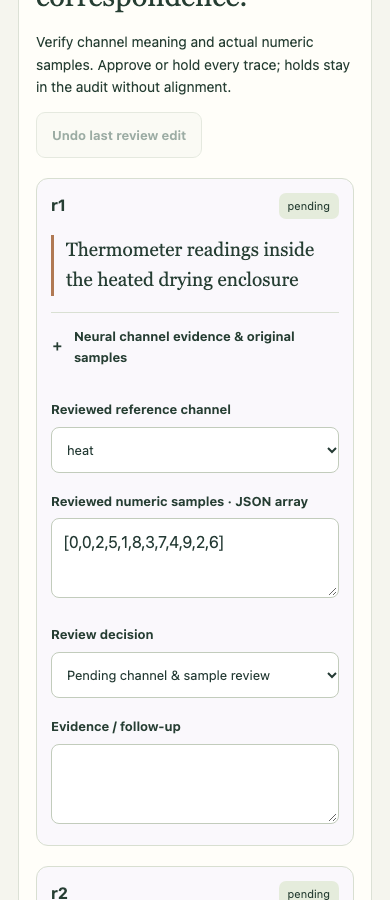 correspondence.
Verify channel meaning and actual numeric
samples. Approve or hold every trace; holds stay
in the audit without alignment.
Undo last review edit
r1
pending
Thermometer readings inside
the heated drying enclosure
+ Neural channel evidence & original
samples
Reviewed reference channel
heat
Reviewed numeric samples · JSON array
[0,0,2,5,1,8,3,7,4,9,2,6]
Review decision
Pending channel & sample review
Evidence / follow-up
r2
pending